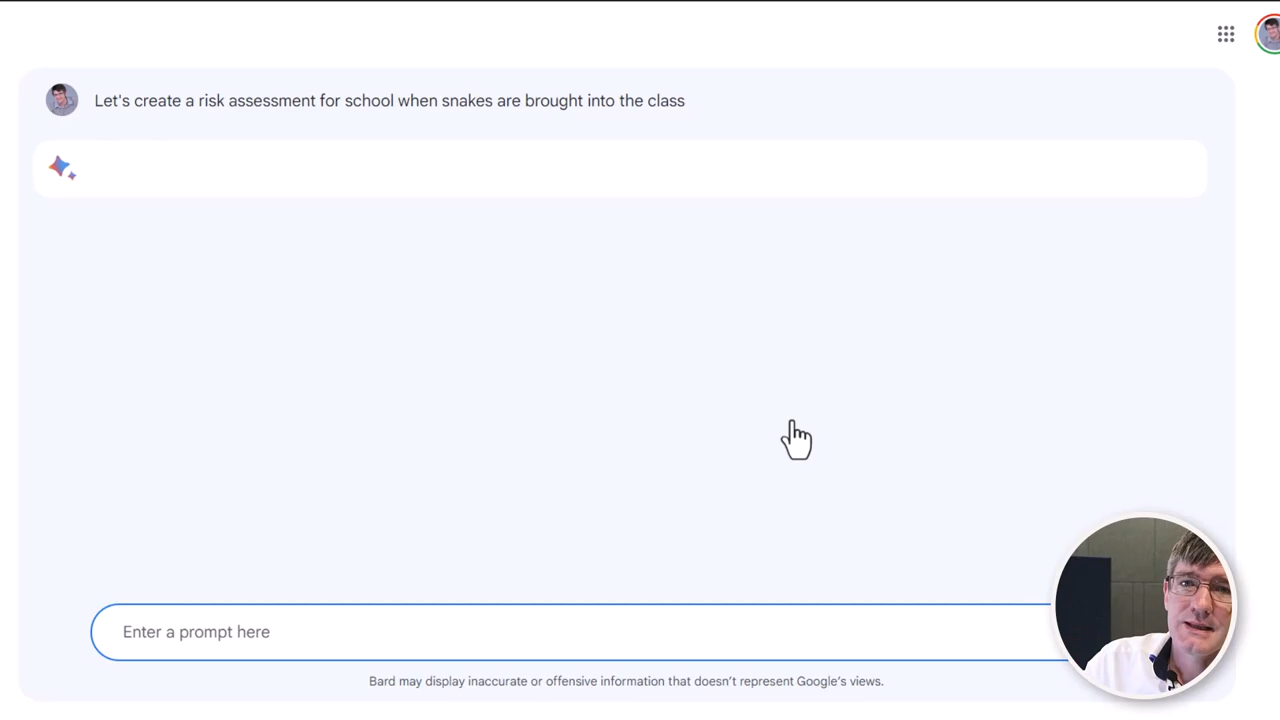 Let's create a risk assessment for school when snakes are brought into the class
Enter a prompt here
Bard may display inaccurate or offensive information that doesn’t represent Google’s views.